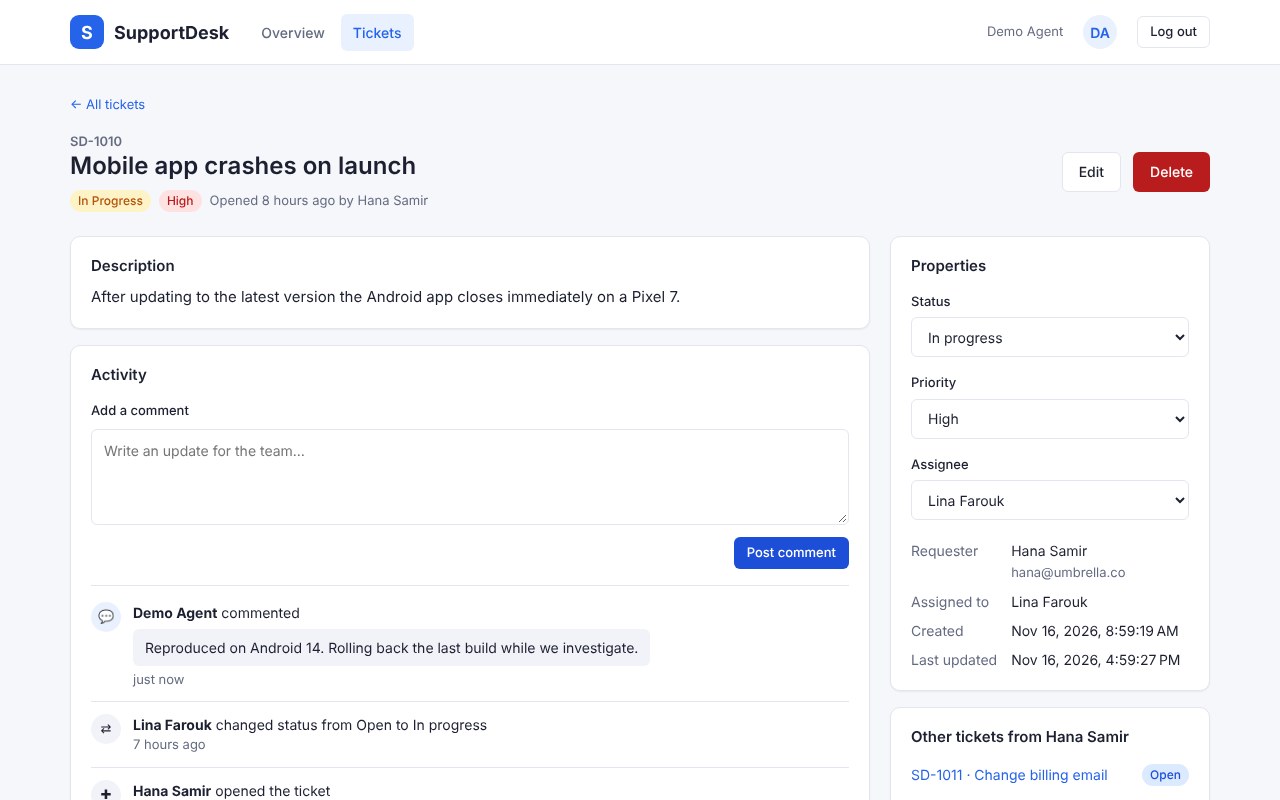 S SupportDesk Overview Tickets Demo Agent DA Log out
← All tickets
SD-1010
Mobile app crashes on launch
Edit Delete
In Progress High Opened 8 hours ago by Hana Samir
Description
After updating to the latest version the Android app closes immediately on a Pixel 7.
Activity
Add a comment
Write an update for the team...
Post comment
Demo Agent commented
Reproduced on Android 14. Rolling back the last build while we investigate.
just now
Lina Farouk changed status from Open to In progress
7 hours ago
Hana Samir opened the ticket
Properties
Status
In progress
Priority
High
Assignee
Lina Farouk
Requester Hana Samir
hana@umbrella.co
Assigned to Lina Farouk
Created Nov 16, 2026, 8:59:19 AM
Last updated Nov 16, 2026, 4:59:27 PM
Other tickets from Hana Samir
SD-1011 · Change billing email Open